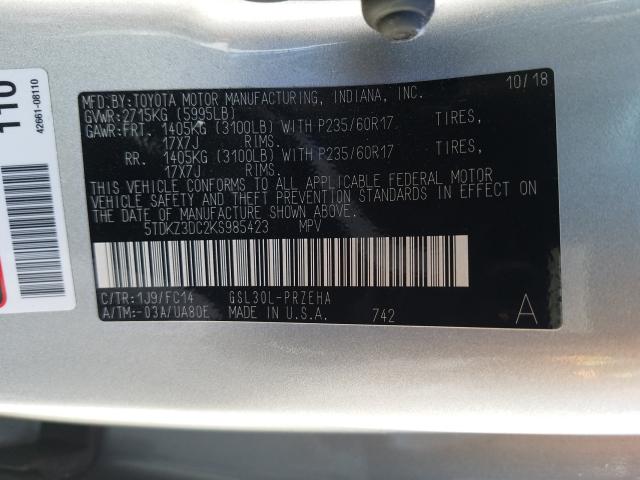 110
42661-08110
MFD.BY:TOYOTA MOTOR MANUFACTURING, INDIANA, INC. 10/18
GVWR:2715KG (5985LB)
GAWR:FRT. 1405KG (3100LB) WITH P235/60R17 TIRES,
17X7J RIMS.
RR. 1405KG (3100LB) WITH P235/60R17 TIRES,
17X7J RIMS.
THIS VEHICLE CONFORMS TO ALL APPLICABLE FEDERAL MOTOR
VEHICLE SAFETY AND THEFT PREVENTION STANDARDS IN EFFECT ON
THE DATE OF MANUFACTURE SHOWN ABOVE.
5TDKZ3DC2KS985423 MPV
C/TR:1J9/FC14 GSL30L-PRZEHA
A/TM:-03A/UA80E MADE IN U.S.A. 742 A